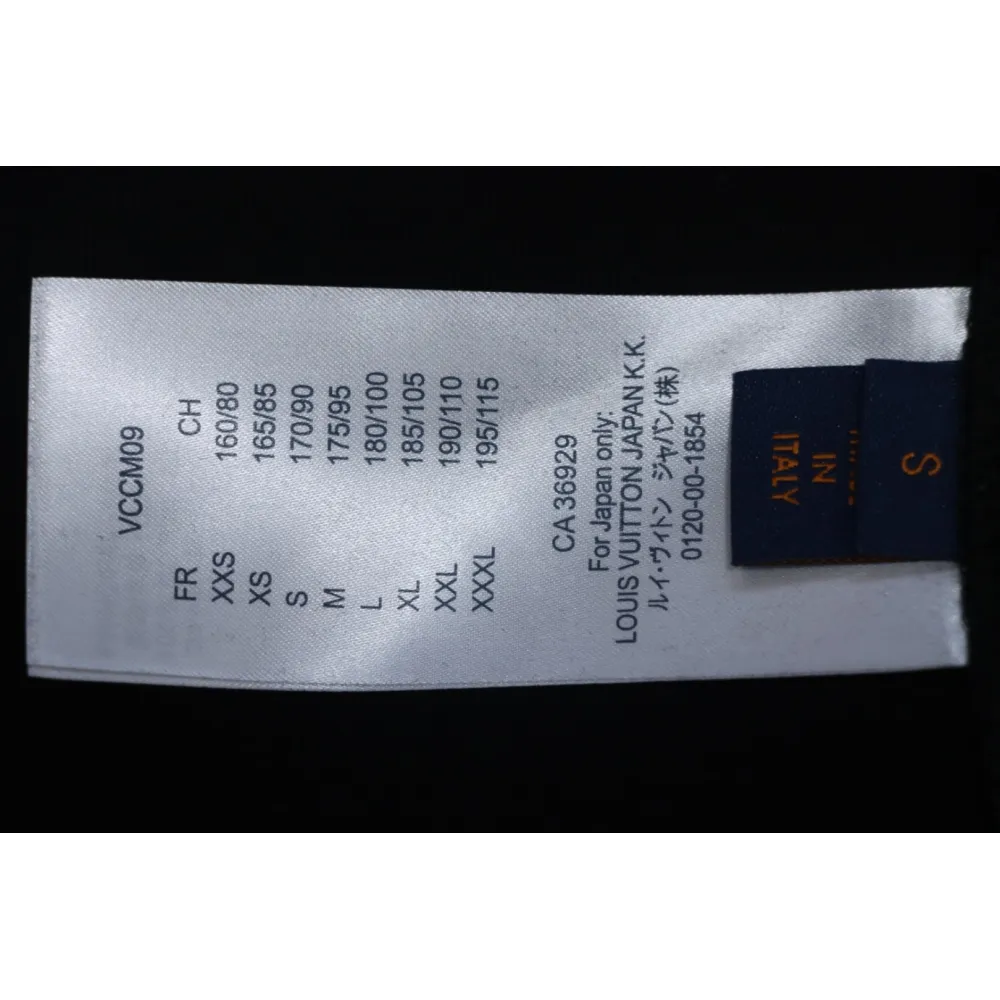 VCCM09
FR CH
XXS 160/80
XS 165/85
S 170/90
M 175/95
L 180/100
XL 185/105
XXL 190/110
XXXL 195/115
CA 36929
For Japan only:
LOUIS VUITTON JAPAN K.K.
ルイ・ヴィトン ジャパン(株)
0120-00-1854
S
IN
ITALY